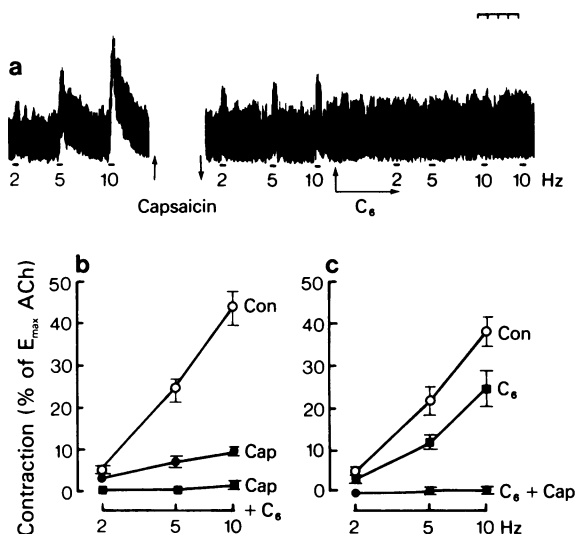 a
2 5 10 2 5 10 2 5 10 10 Hz
Capsaicin C₆
b
Contraction (% of Emax ACh)
50
40
30
20
10
0
Con
Cap
Cap
+ C₆
2 5 10
c
50
40
30
20
10
0
Con
C₆
C₆ + Cap
2 5 10 Hz